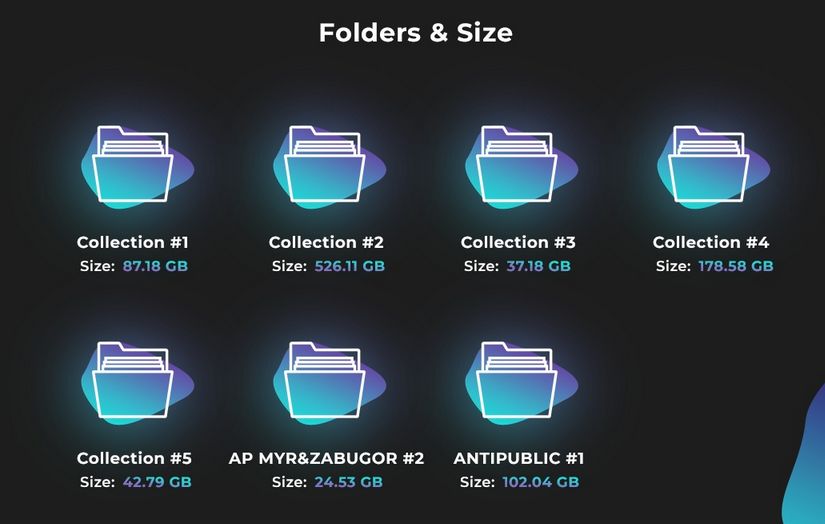 Folders & Size
Collection #1
Size: 87.18 GB
Collection #2
Size: 526.11 GB
Collection #3
Size: 37.18 GB
Collection #4
Size: 178.58 GB
Collection #5
Size: 42.79 GB
AP MYR&ZABUGOR #2
Size: 24.53 GB
ANTIPUBLIC #1
Size: 102.04 GB